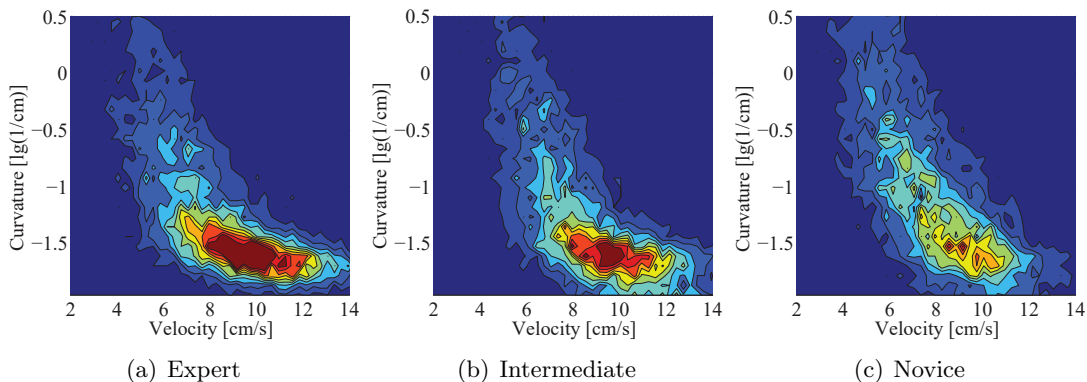 0.5
0
−0.5
−1
−1.5
Curvature [lg(1/cm)]
2 4 6 8 10 12 14
Velocity [cm/s]
(a) Expert
0.5
0
−0.5
−1
−1.5
Curvature [lg(1/cm)]
2 4 6 8 10 12 14
Velocity [cm/s]
(b) Intermediate
0.5
0
−0.5
−1
−1.5
Curvature [lg(1/cm)]
2 4 6 8 10 12 14
Velocity [cm/s]
(c) Novice